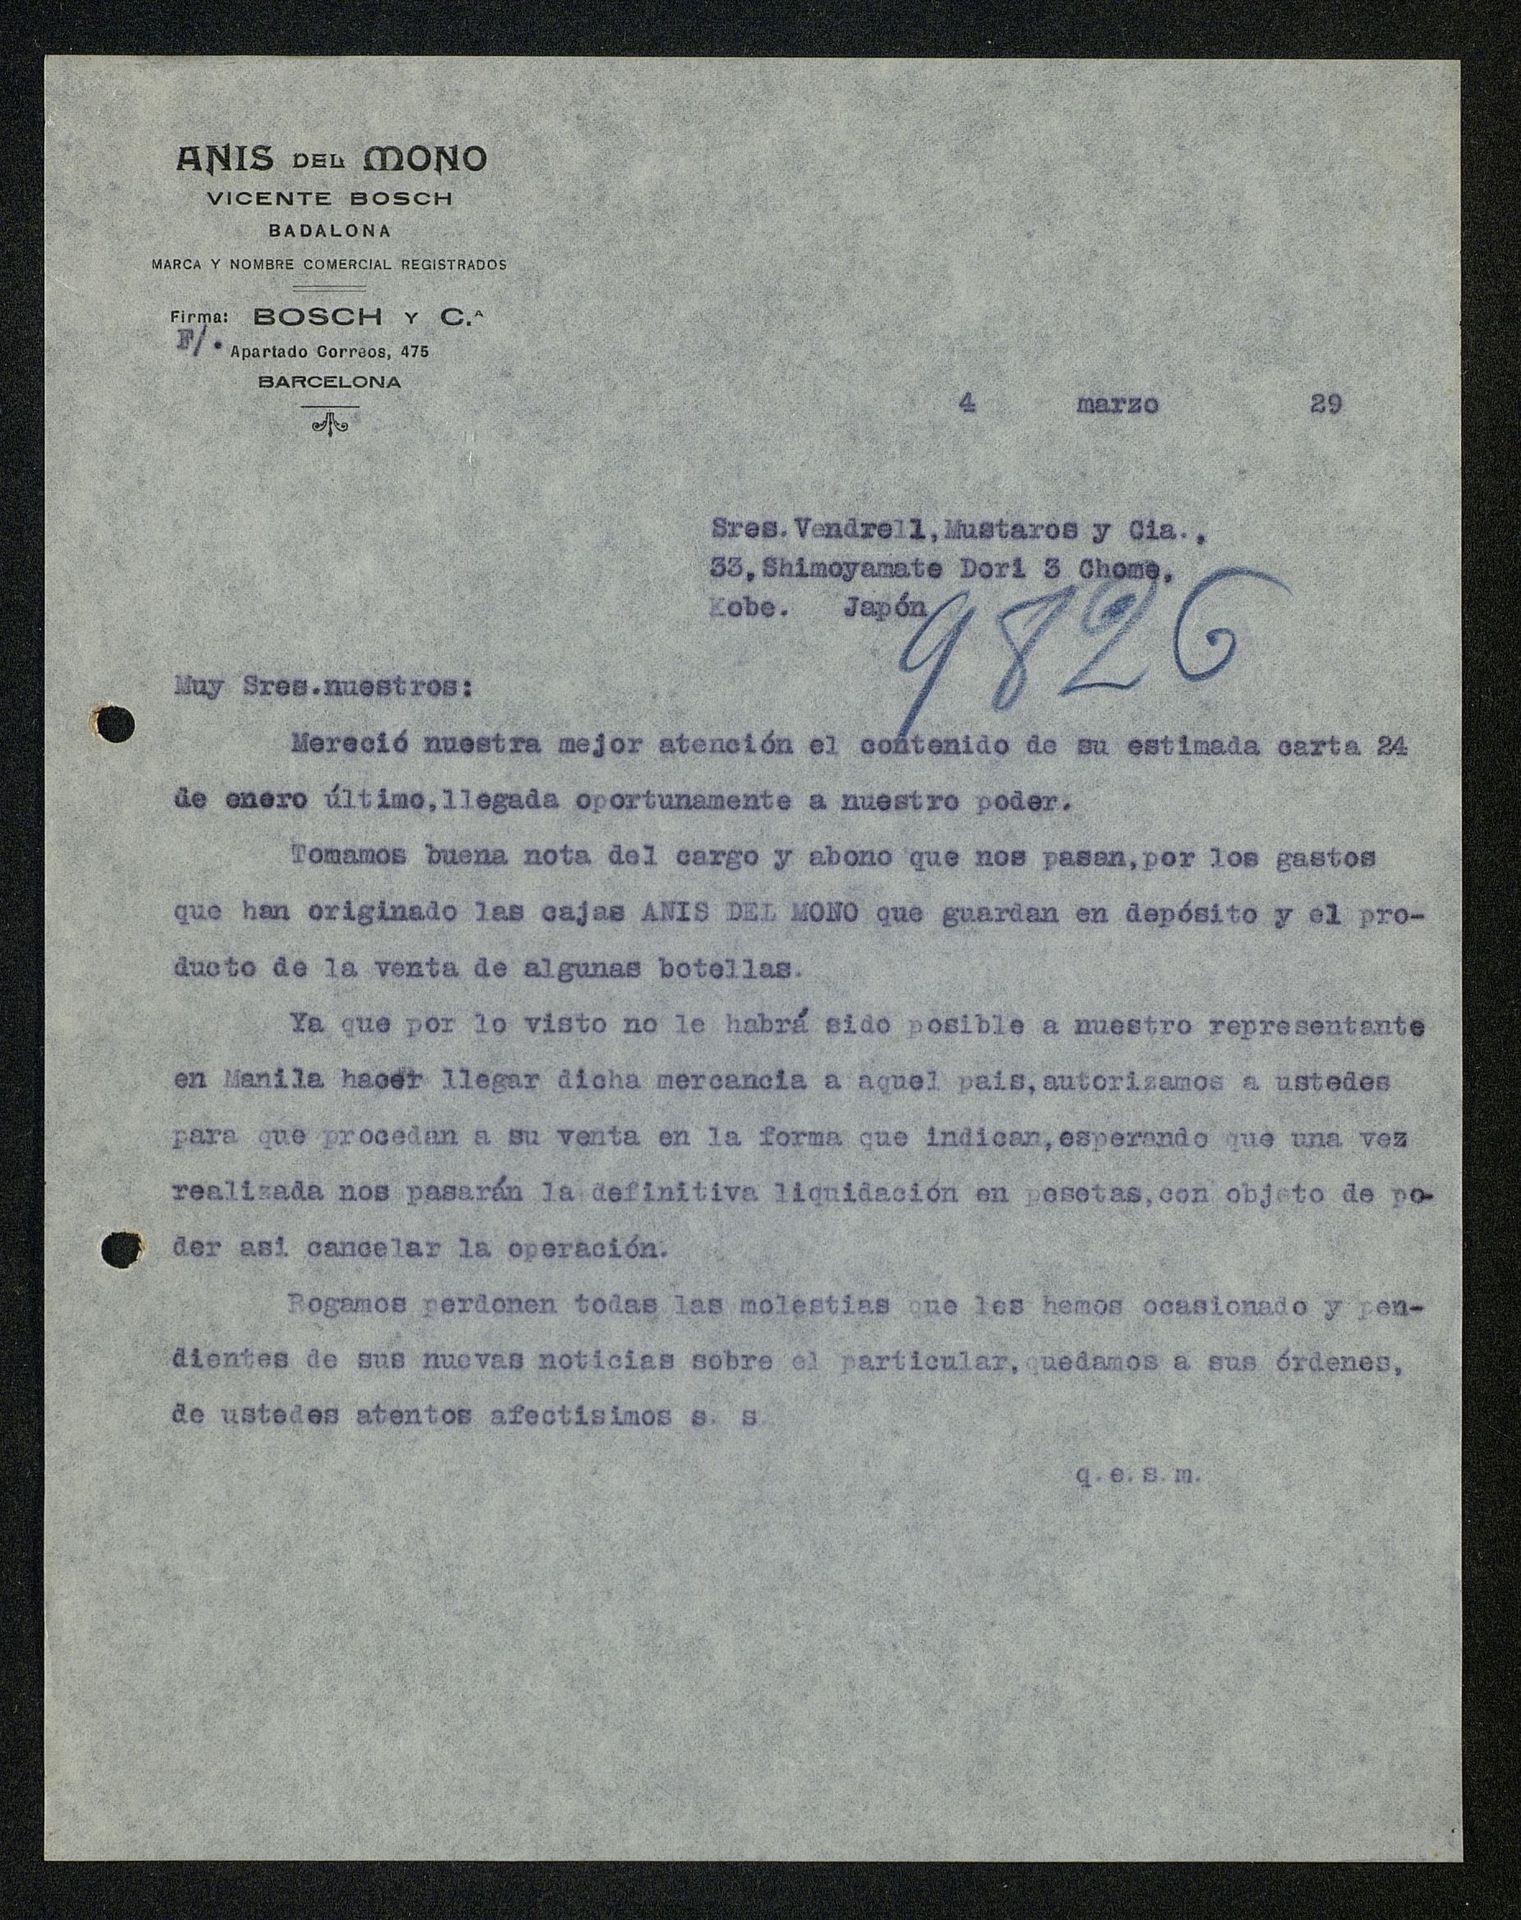 ANIS DEL MONO
VICENTE BOSCH
BADALONA
MARCA Y NOMBRE COMERCIAL REGISTRADOS
Firma: BOSCH Y C.ª
F/.
Apartado Correos, 475
BARCELONA
4 marzo 29
Sres.Vendrell,Mustaros y Cia.,
33,Shimoyamate Dori 3 Chome,
Kobe. Japón
9826
Muy Sres.nuestros:
Mereció nuestra mejor atención el contenido de su estimada carta 24
de enero último,llegada oportunamente a nuestro poder.
Tomamos buena nota del cargo y abono que nos pasan,por los gastos
que han originado las cajas ANIS DEL MONO que guardan en depósito y el pro-
ducto de la venta de algunas botellas.
Ya que por lo visto no le habrá sido posible a nuestro representante
en Manila hacer llegar dicha mercancia a aquel pais,autorizamos a ustedes
para que procedan a su venta en la forma que indican,esperando que una vez
realizada nos pasarán la definitiva liquidación en pesetas,con objeto de po-
der asi cancelar la operación.
Rogamos perdonen todas las molestias que les hemos ocasionado y pen-
dientes de sus nuevas noticias sobre el particular,quedamos a sus órdenes,
de ustedes atentos afectisimos s. s.
q.e.s.m.